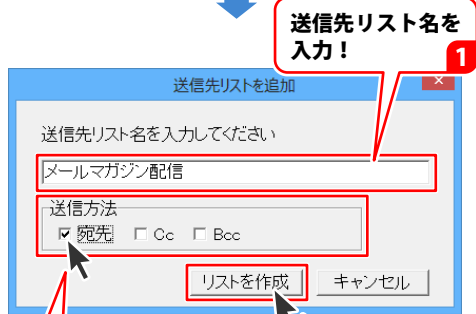 送信先リスト名を
入力！
1
送信先リストを追加
×
送信先リスト名を入力してください
メールマガジン配信
送信方法
宛先 Cc Bcc
リストを作成 キャンセル